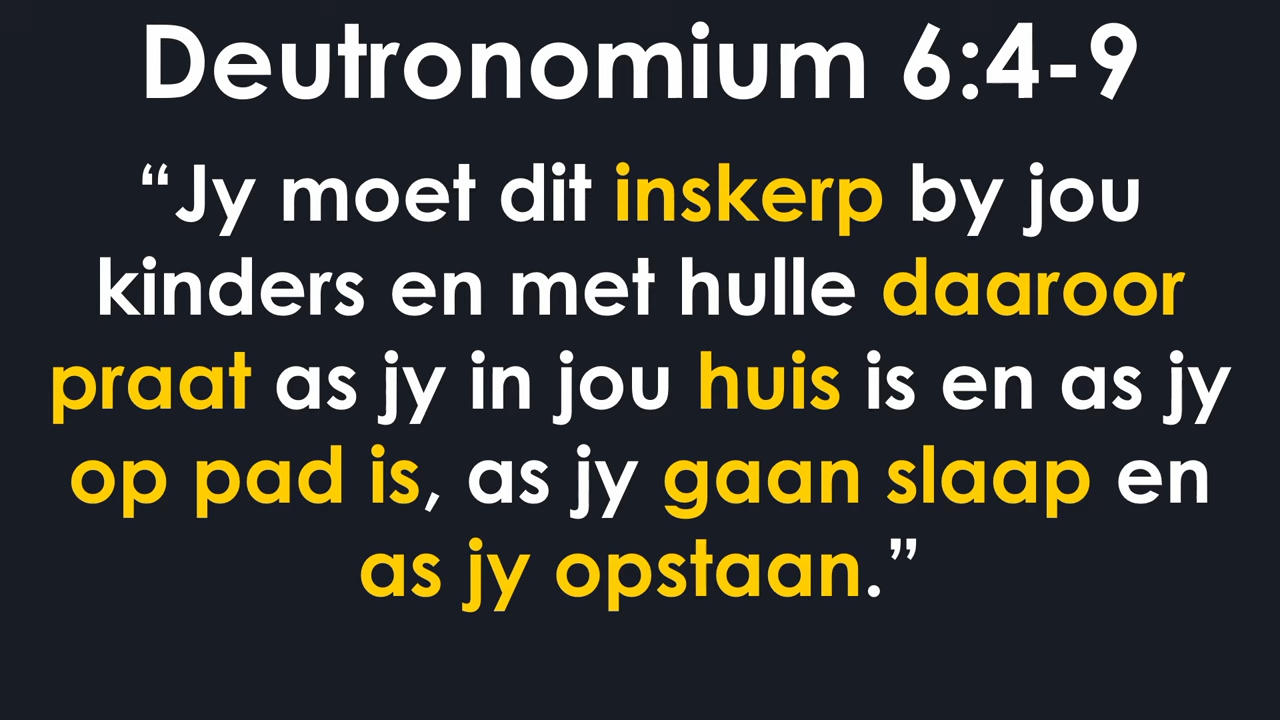 Deutronomium 6:4-9
“Jy moet dit inskerp by jou
kinders en met hulle daaroor
praat as jy in jou huis is en as jy
op pad is, as jy gaan slaap en
as jy opstaan.”